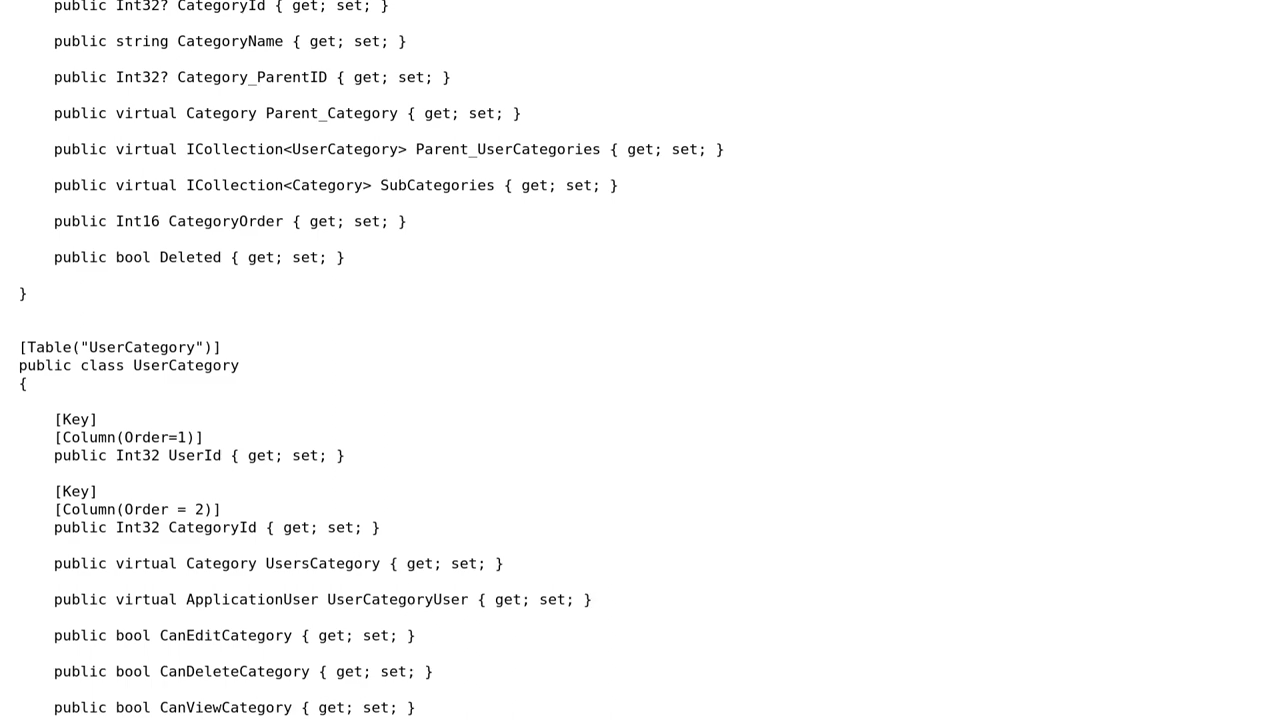 public Int32? CategoryId { get; set; }
public string CategoryName { get; set; }
public Int32? Category_ParentID { get; set; }
public virtual Category Parent_Category { get; set; }
public virtual ICollection<UserCategory> Parent_UserCategories { get; set; }
public virtual ICollection<Category> SubCategories { get; set; }
public Int16 CategoryOrder { get; set; }
public bool Deleted { get; set; }
}
[Table("UserCategory")]
public class UserCategory
{
[Key]
[Column(Order=1)]
public Int32 UserId { get; set; }
[Key]
[Column(Order = 2)]
public Int32 CategoryId { get; set; }
public virtual Category UsersCategory { get; set; }
public virtual ApplicationUser UserCategoryUser { get; set; }
public bool CanEditCategory { get; set; }
public bool CanDeleteCategory { get; set; }
public bool CanViewCategory { get; set; }